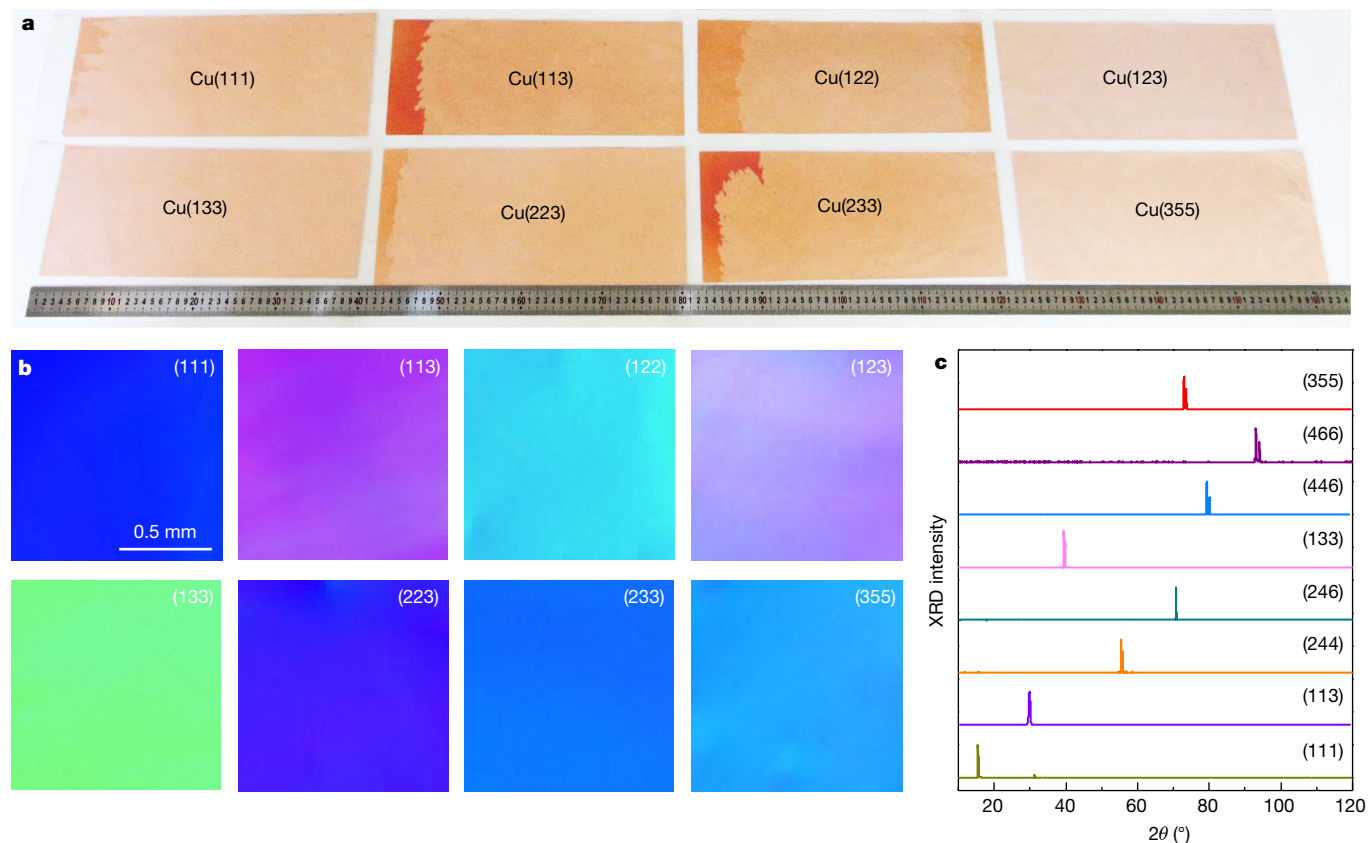 a
Cu(111)
Cu(113)
Cu(122)
Cu(123)
Cu(133)
Cu(223)
Cu(233)
Cu(355)
b
(111)
(113)
(122)
(123)
0.5 mm
(133)
(223)
(233)
(355)
c
XRD intensity
(355)
(466)
(446)
(133)
(246)
(244)
(113)
(111)
20 40 60 80 100 120
2θ (°)